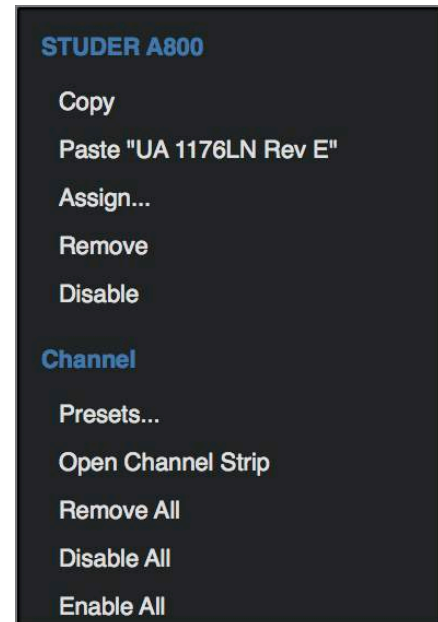 STUDER A800
Copy
Paste "UA 1176LN Rev E"
Assign...
Remove
Disable
Channel
Presets...
Open Channel Strip
Remove All
Disable All
Enable All